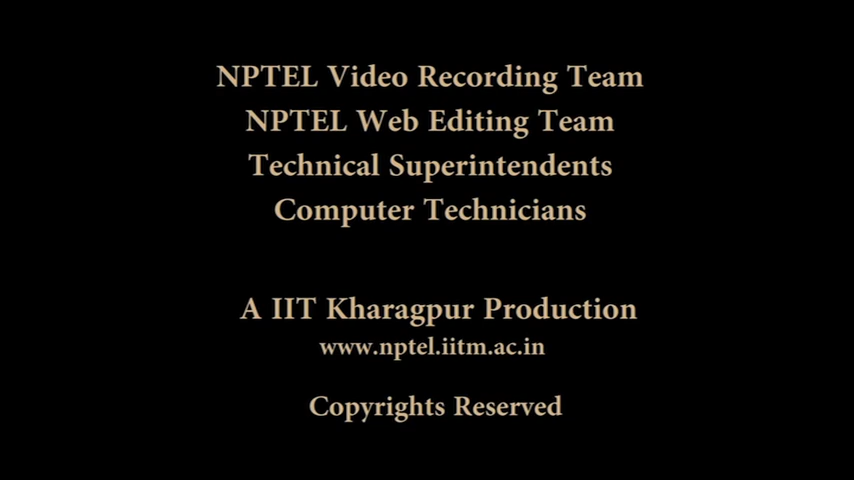 NPTEL Video Recording Team
NPTEL Web Editing Team
Technical Superintendents
Computer Technicians
A IIT Kharagpur Production
www.nptel.iitm.ac.in
Copyrights Reserved